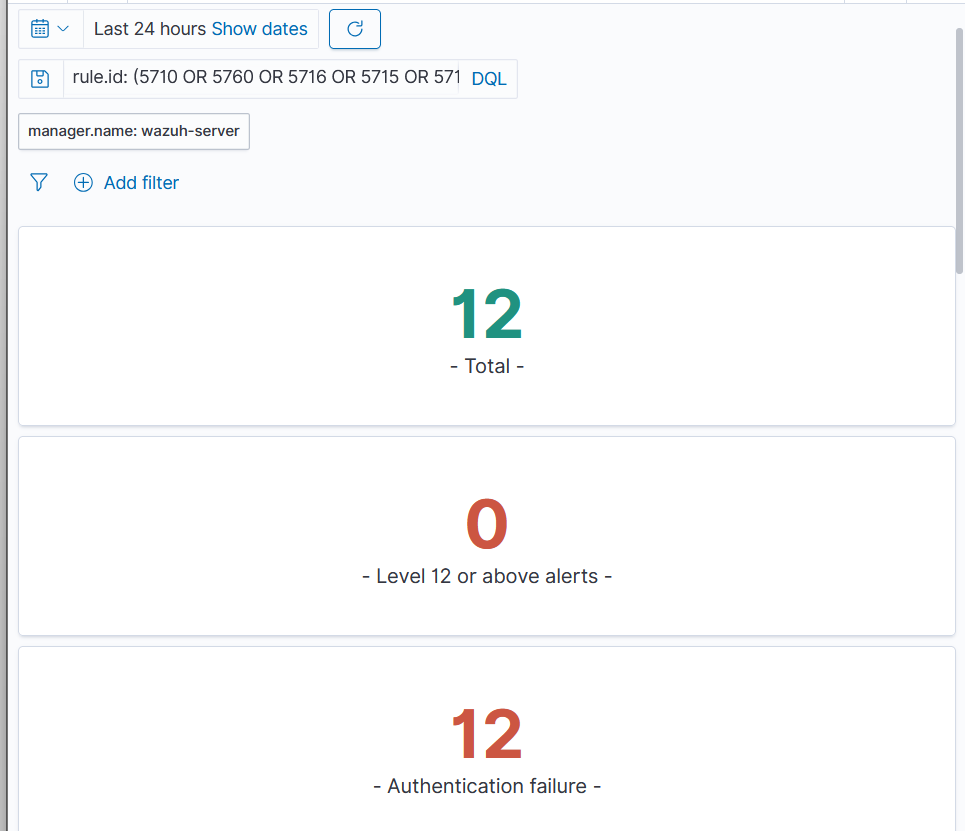 Last 24 hours Show dates
rule.id: (5710 OR 5760 OR 5716 OR 5715 OR 571 DQL
manager.name: wazuh-server
Add filter
12
- Total -
0
- Level 12 or above alerts -
12
- Authentication failure -